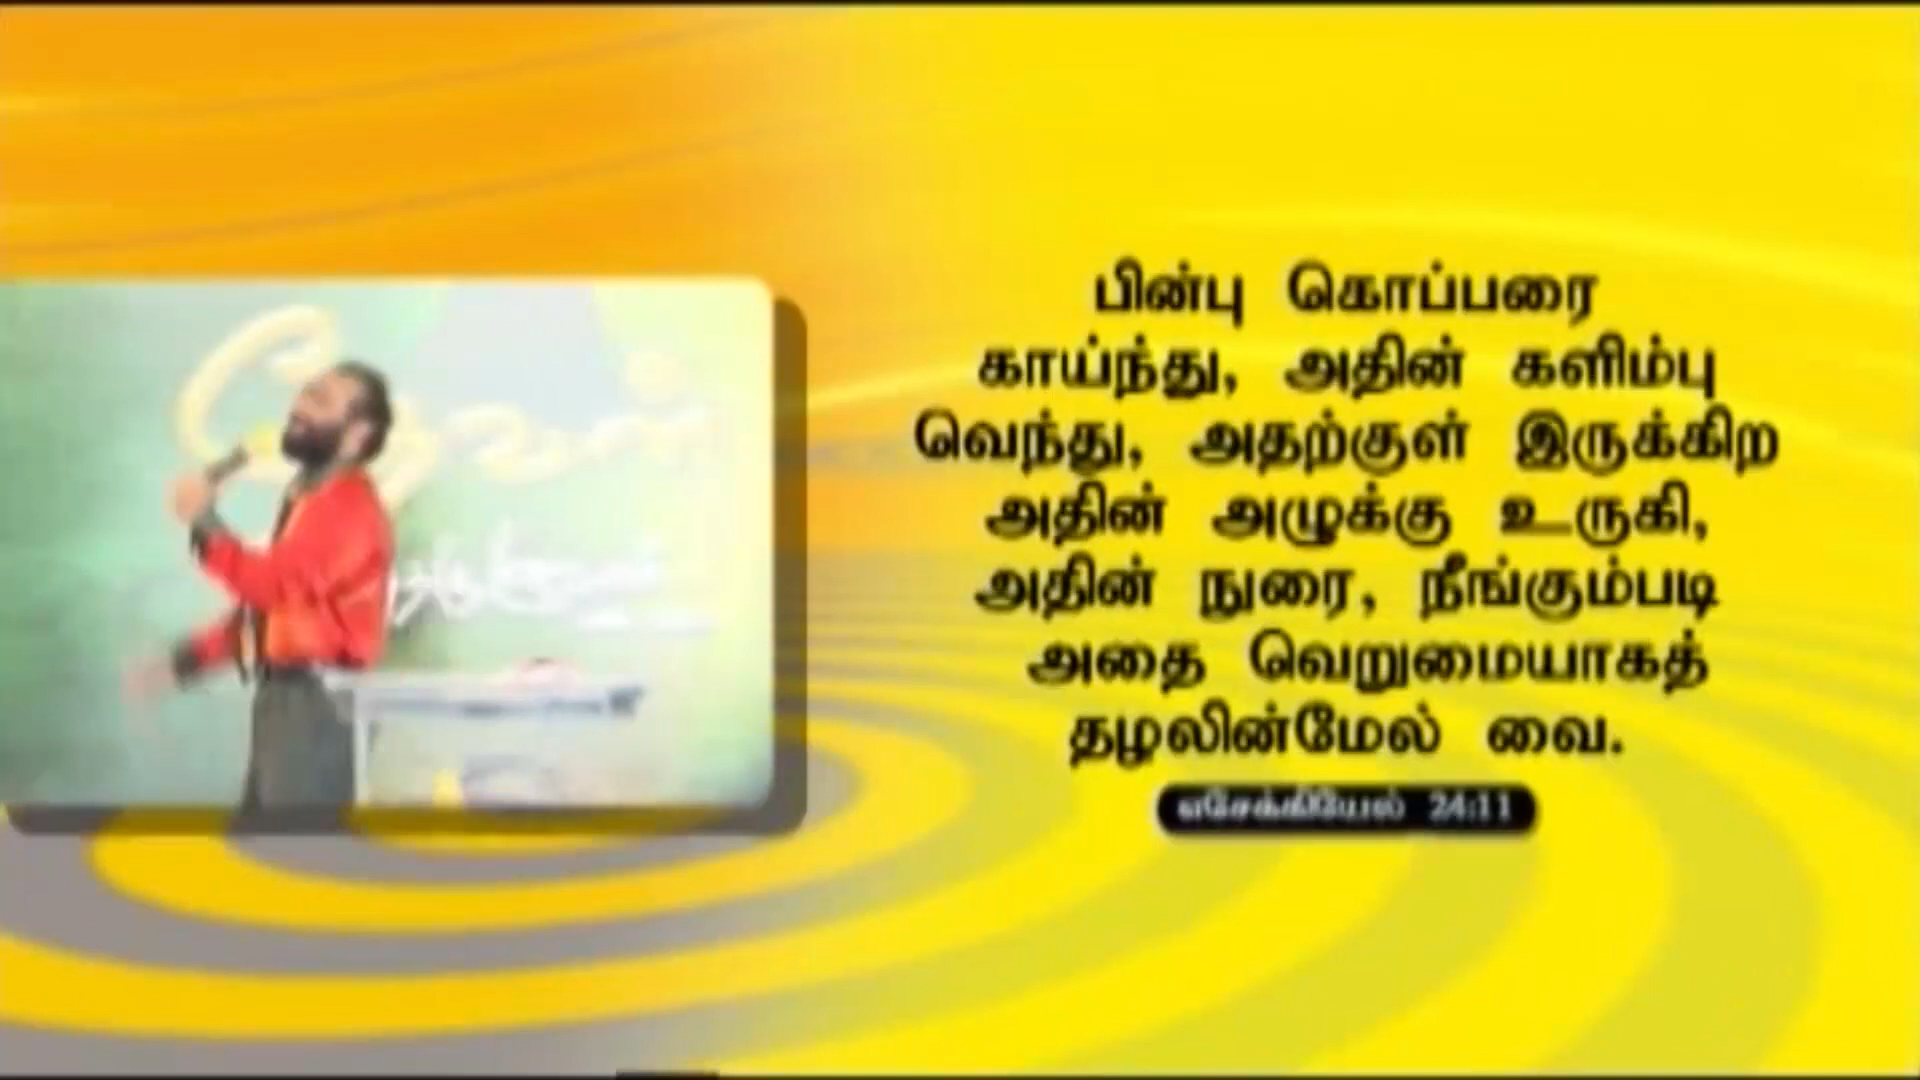 பின்பு கொப்பரை
காய்ந்து, அதின் களிம்பு
வெந்து, அதற்குள் இருக்கிற
அதின் அழுக்கு உருகி,
அதின் நுரை, நீங்கும்படி
அதை வெறுமையாகத்
தழலின்மேல் வை.
எசேக்கியேல் 24:11